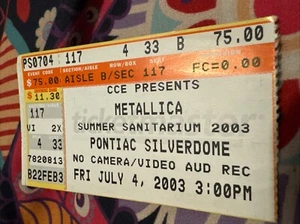 PS0704 117 4 33 B 75.00
EVENT CODE SECTION/AISLE ROW/BOX SEAT ADMISSION
$ 75.00 AISLE B/SEC 117 FC=0.00
$ 11.30
CCE PRESENTS
117 METALLICA
VI 2X SUMMER SANITARIUM 2003
4 33 PONTIAC SILVERDOME
7820813 NO CAMERA/VIDEO AUD REC
B22FEB3 FRI JULY 4, 2003 3:00PM